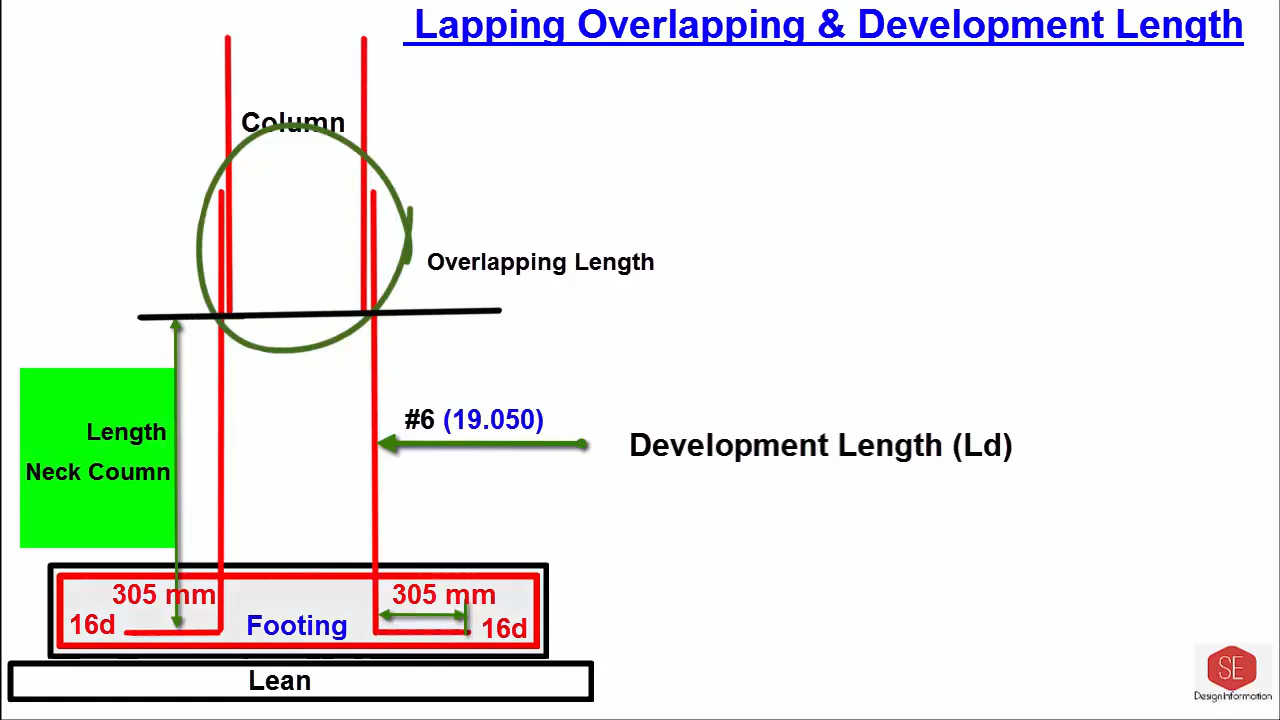 Lapping Overlapping & Development Length
Column
Overlapping Length
#6 (19.050)
Development Length (Ld)
Length
Neck Coumn
305 mm
305 mm
16d
Footing
16d
Lean
SE
Design Information